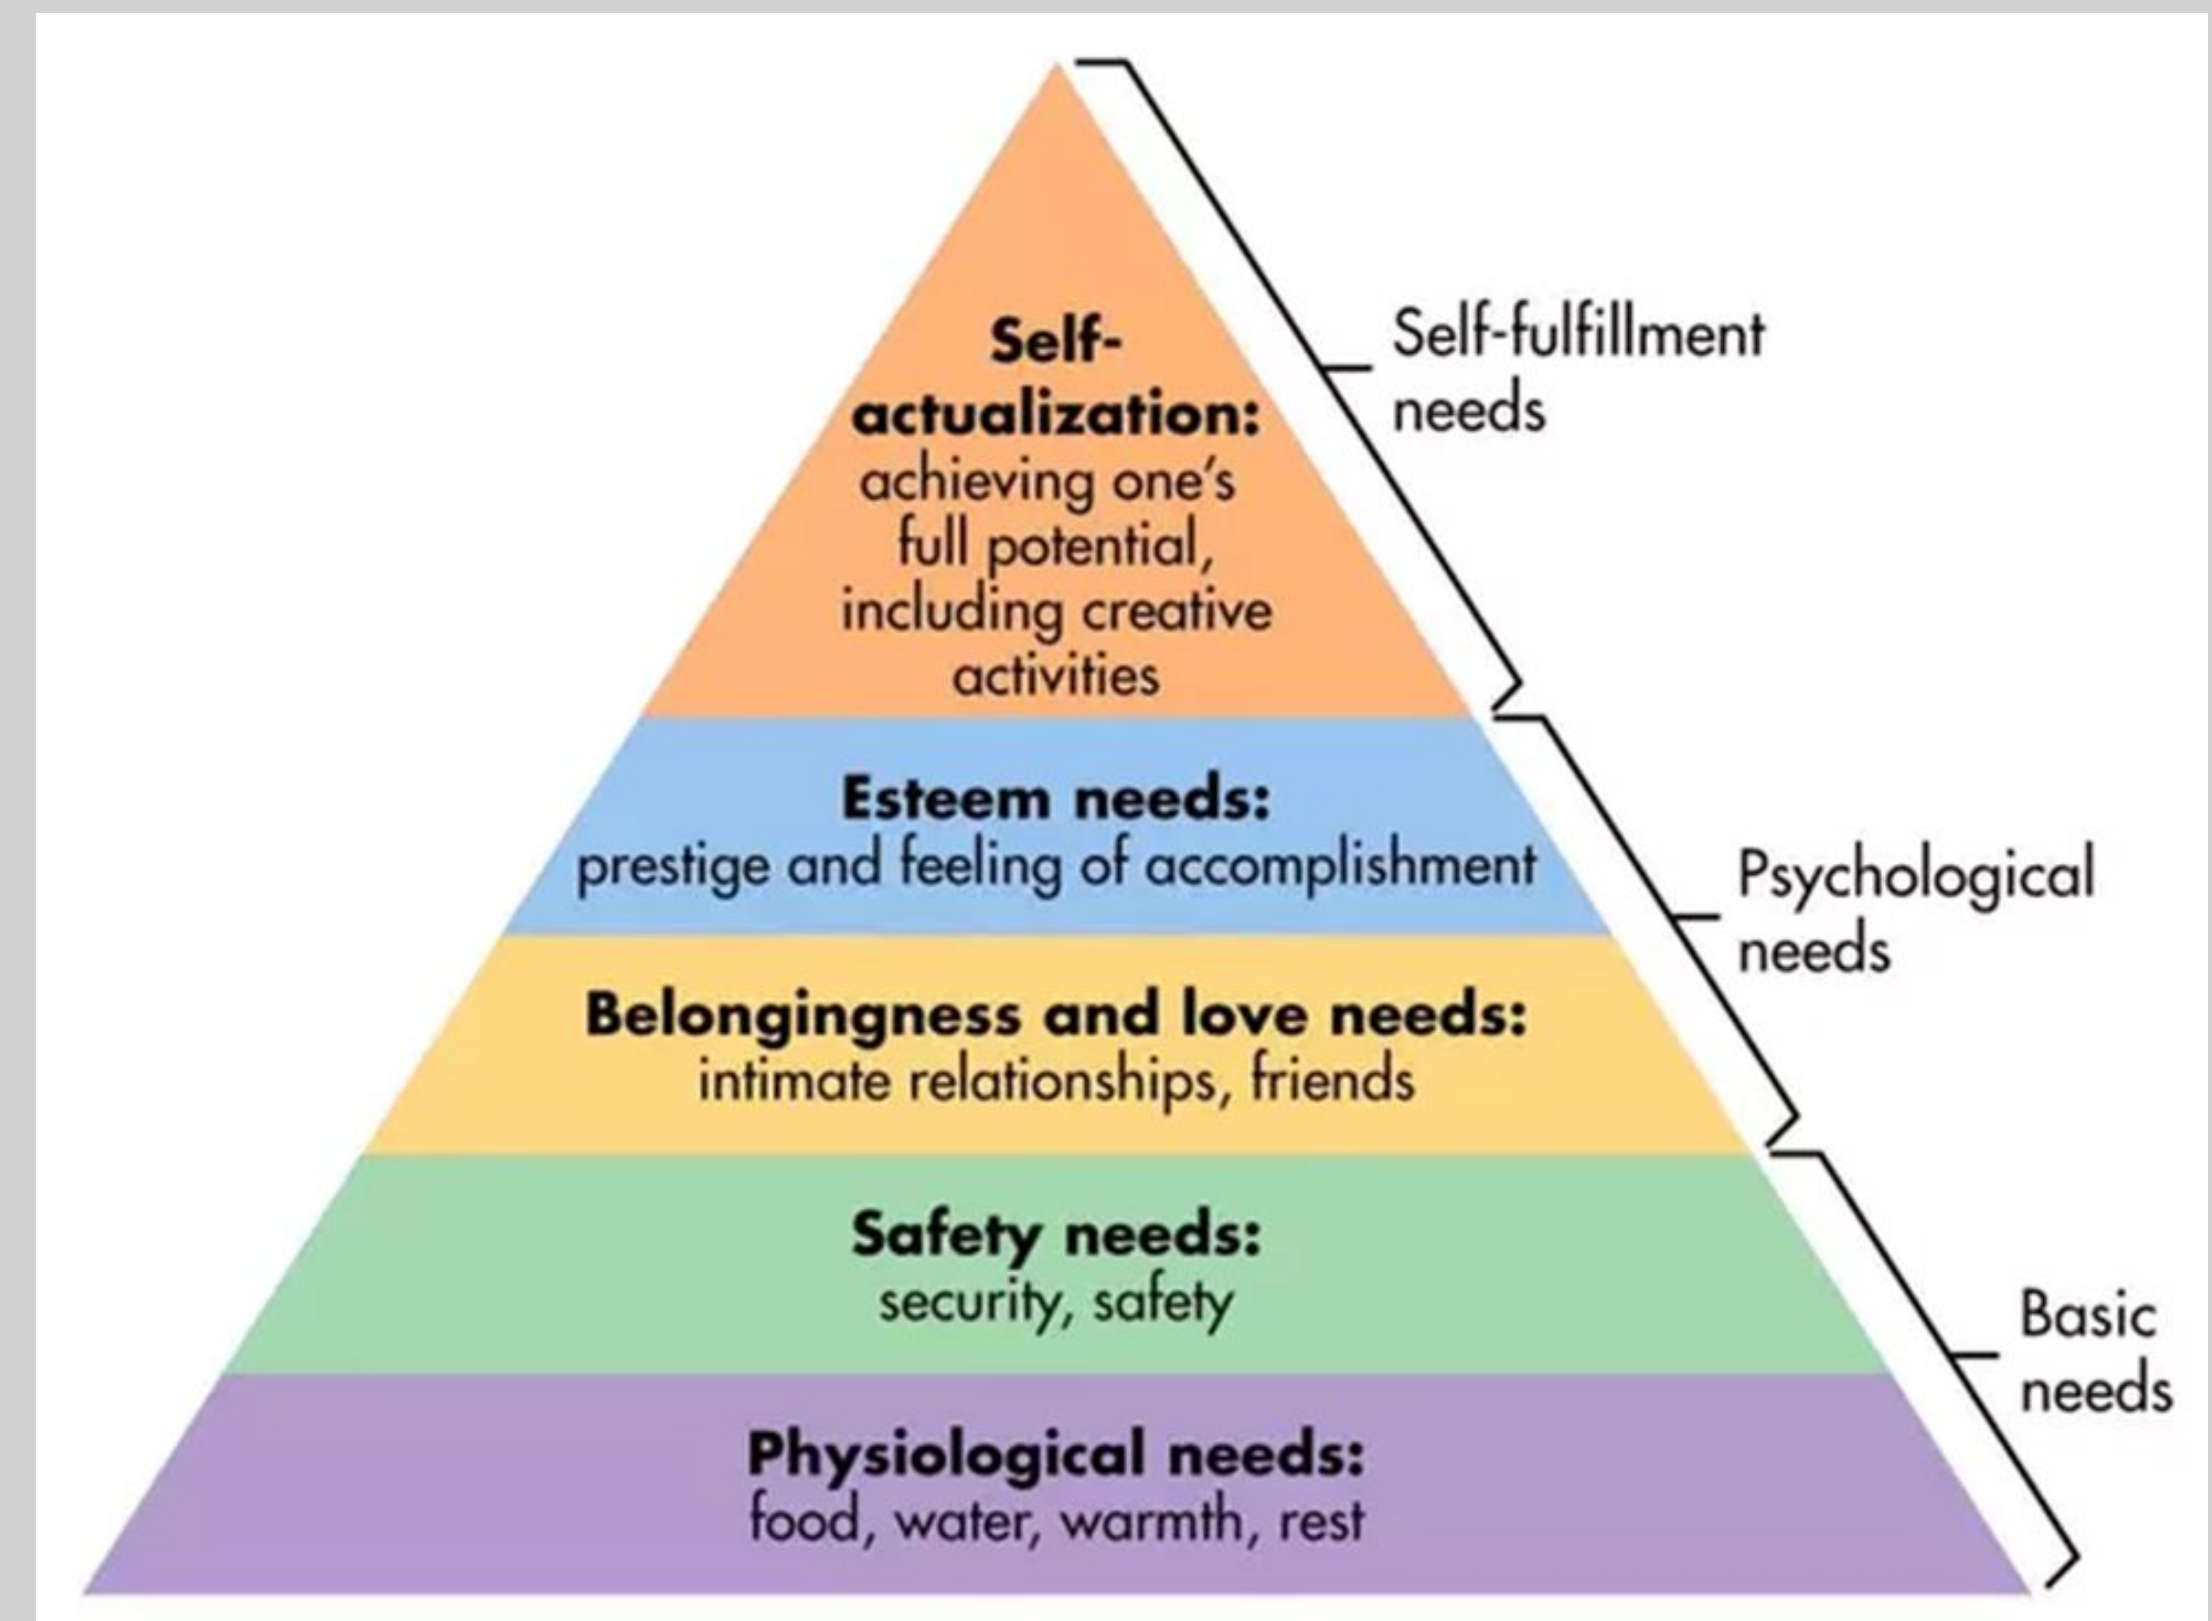 Self-
actualization:
achieving one's
full potential,
including creative
activities
Self-fulfillment
needs
Esteem needs:
prestige and feeling of accomplishment
Psychological
needs
Belongingness and love needs:
intimate relationships, friends
Safety needs:
security, safety
Basic
needs
Physiological needs:
food, water, warmth, rest